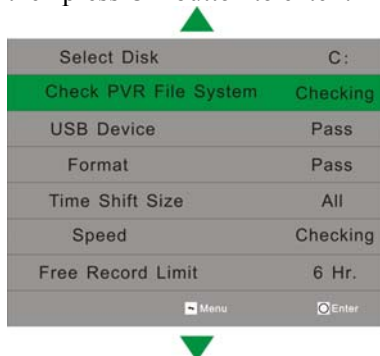 Select Disk C:
Check PVR File System Checking
USB Device Pass
Format Pass
Time Shift Size All
Speed Checking
Free Record Limit 6 Hr.
Menu Enter